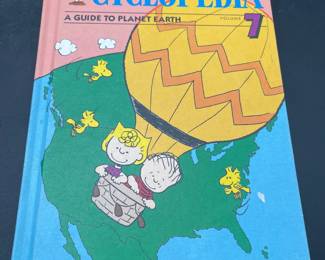 CYCLOPEDIA
A GUIDE TO PLANET EARTH
VOLUME
7